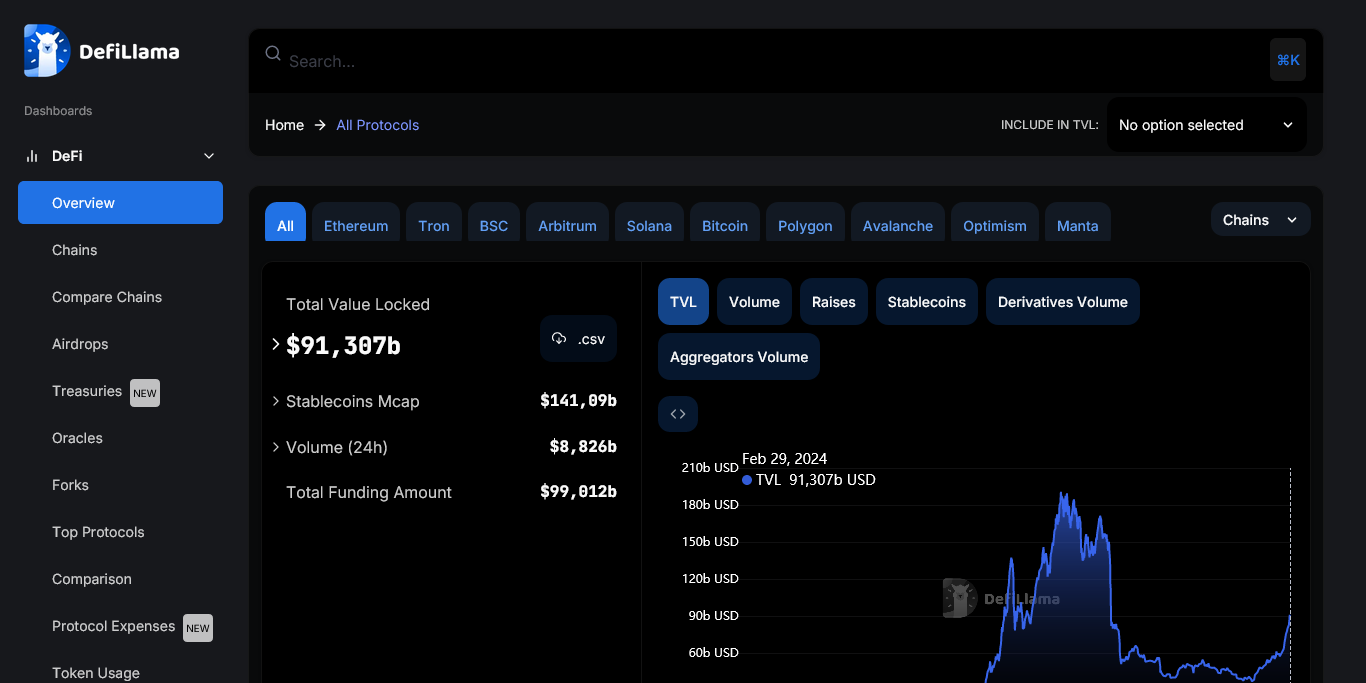 DefiLlama
Dashboards
DeFi
Overview
Chains
Compare Chains
Airdrops
Treasuries NEW
Oracles
Forks
Top Protocols
Comparison
Protocol Expenses NEW
Token Usage
Search...
⌘K
Home → All Protocols
INCLUDE IN TVL: No option selected
All Ethereum Tron BSC Arbitrum Solana Bitcoin Polygon Avalanche Optimism Manta Chains
Total Value Locked
$91,307b
.csv
Stablecoins Mcap $141,09b
Volume (24h) $8,826b
Total Funding Amount $99,012b
TVL Volume Raises Stablecoins Derivatives Volume
Aggregators Volume
Feb 29, 2024
TVL 91,307b USD
210b USD
180b USD
150b USD
120b USD
90b USD
60b USD
DefiLlama